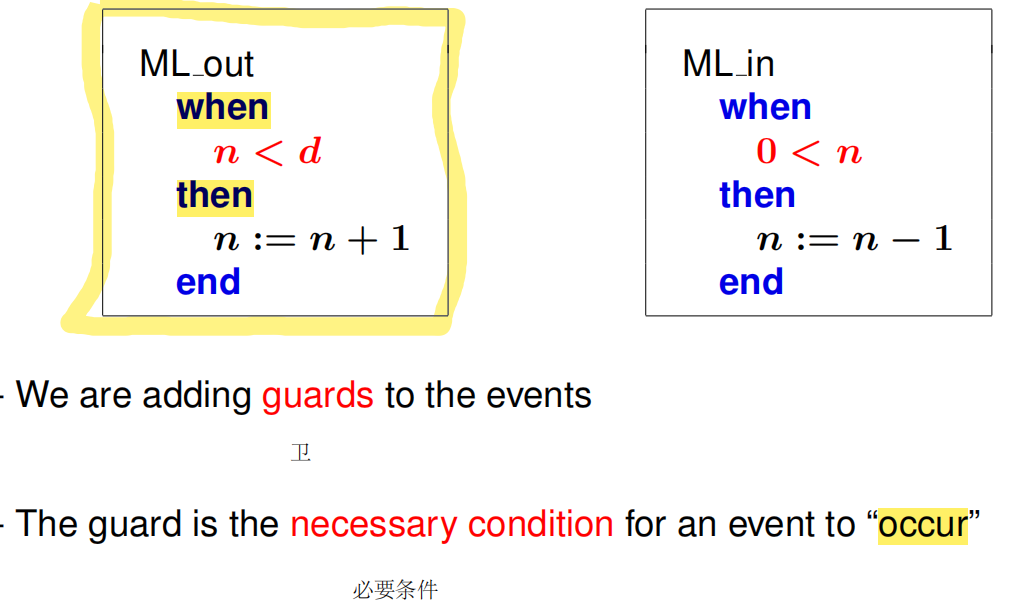 ML_out
when
n < d
then
n := n + 1
end
ML_in
when
0 < n
then
n := n − 1
end
- We are adding guards to the events
卫
- The guard is the necessary condition for an event to “occur”
必要条件